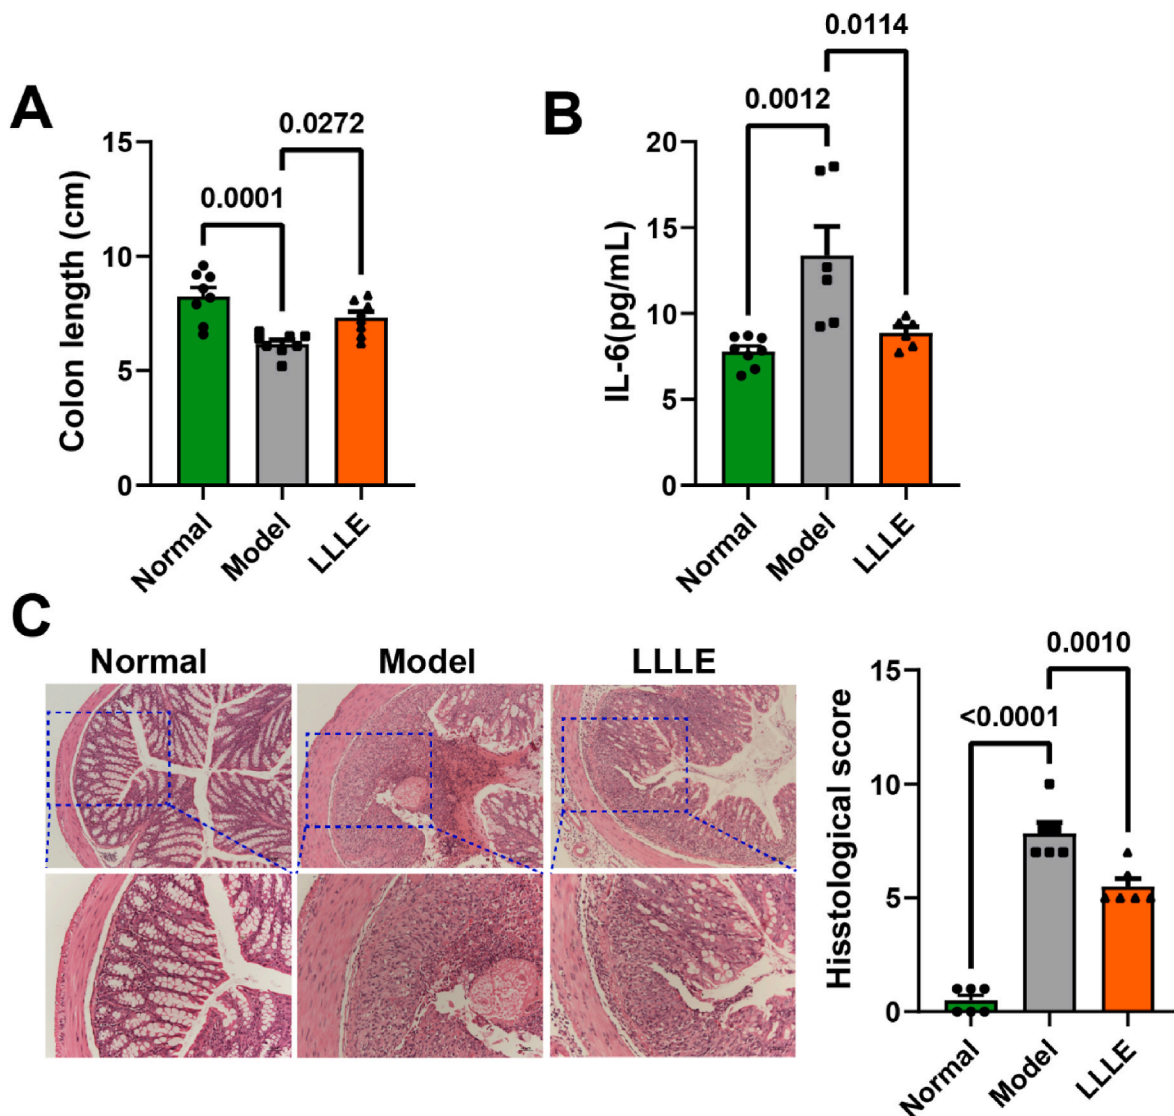 A
Colon length (cm)
15
10
5
0
0.0001
0.0272
Normal
Model
LLLE
B
IL-6(pg/mL)
20
15
10
5
0
0.0012
0.0114
Normal
Model
LLLE
C
Normal
Model
LLLE
Hisstological score
15
10
5
0
<0.0001
0.0010
Normal
Model
LLLE